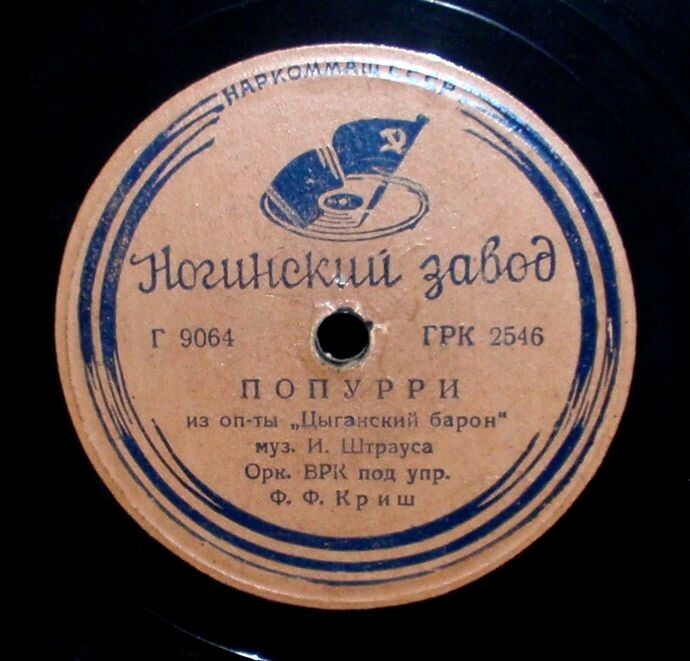 НАРКОММАШ СССР
Ногинский завод
Г 9064 ГРК 2546
ПОПУРРИ
из оп-ты „Цыганский барон"
муз. И. Штрауса
Орк. ВРК под упр.
Ф. Ф. Криш